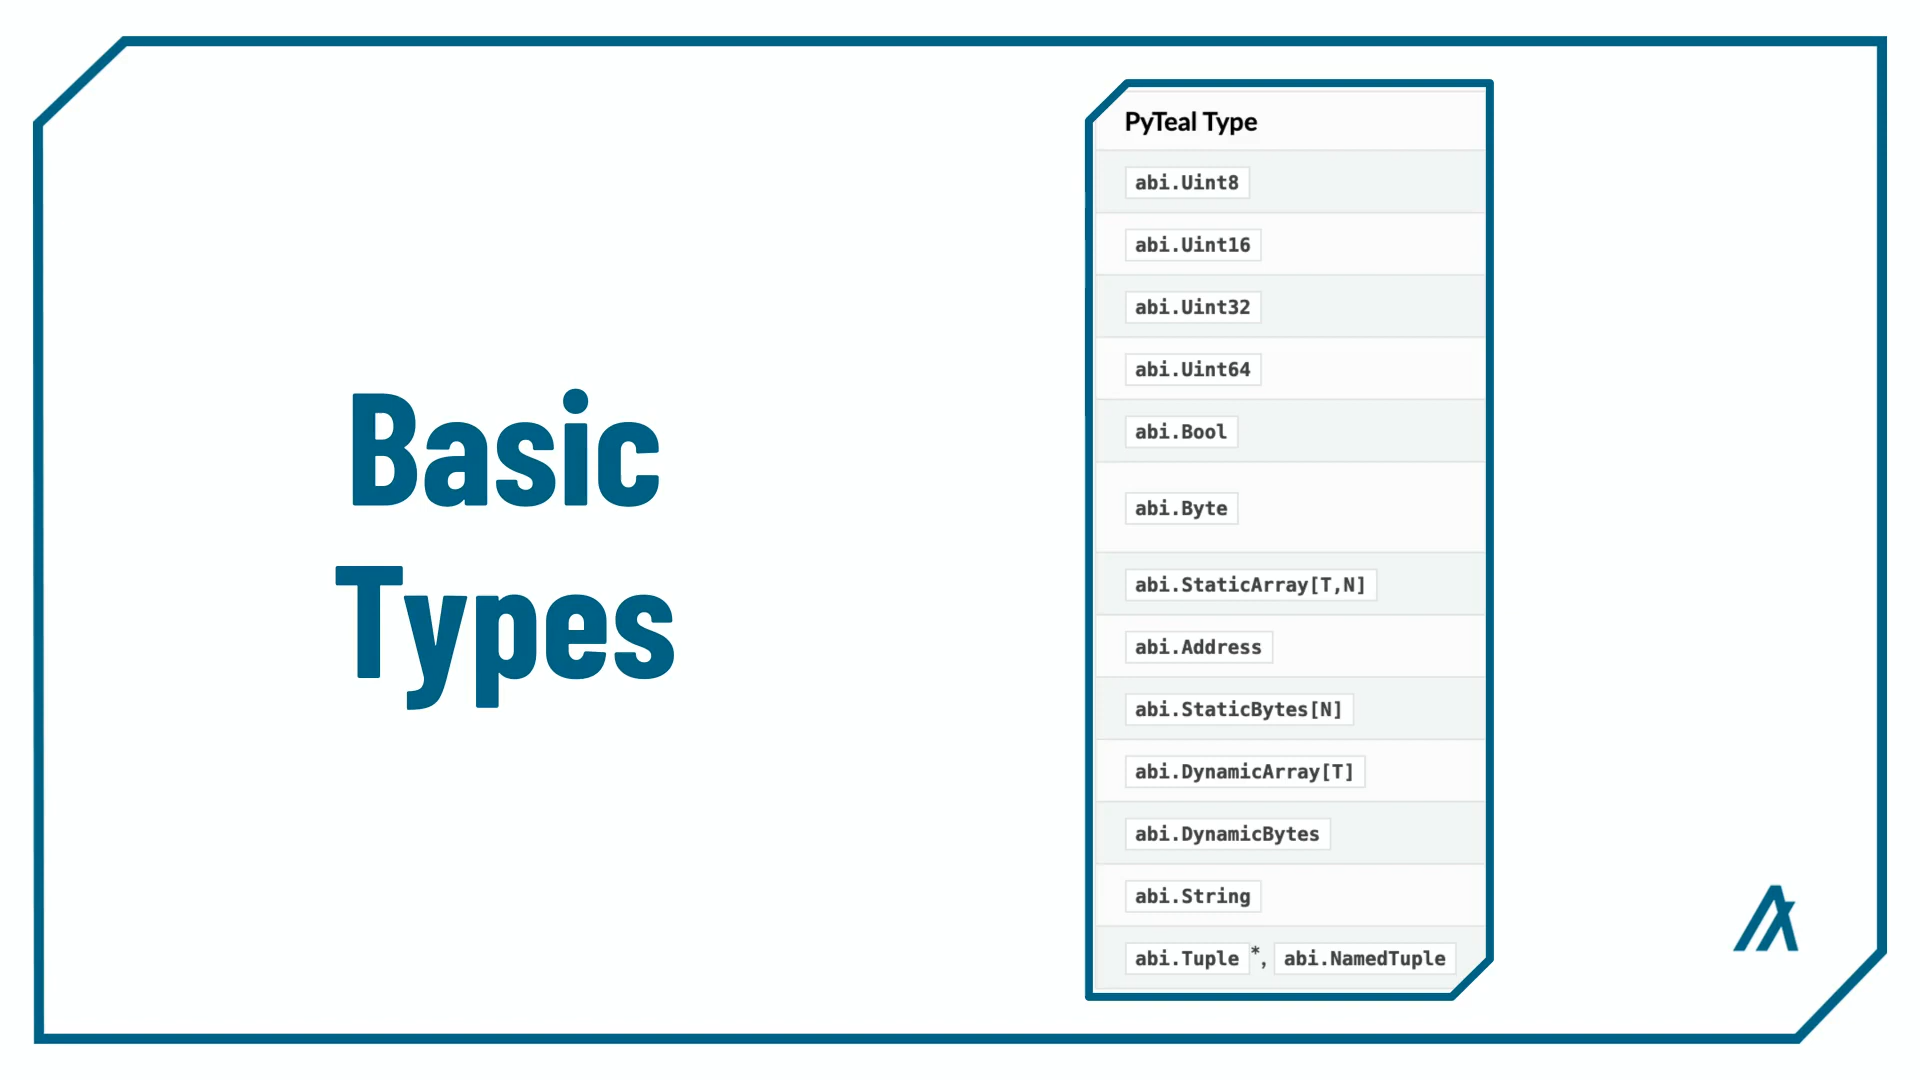 Basic
Types
PyTeal Type
abi.Uint8
abi.Uint16
abi.Uint32
abi.Uint64
abi.Bool
abi.Byte
abi.StaticArray[T,N]
abi.Address
abi.StaticBytes[N]
abi.DynamicArray[T]
abi.DynamicBytes
abi.String
abi.Tuple*, abi.NamedTuple